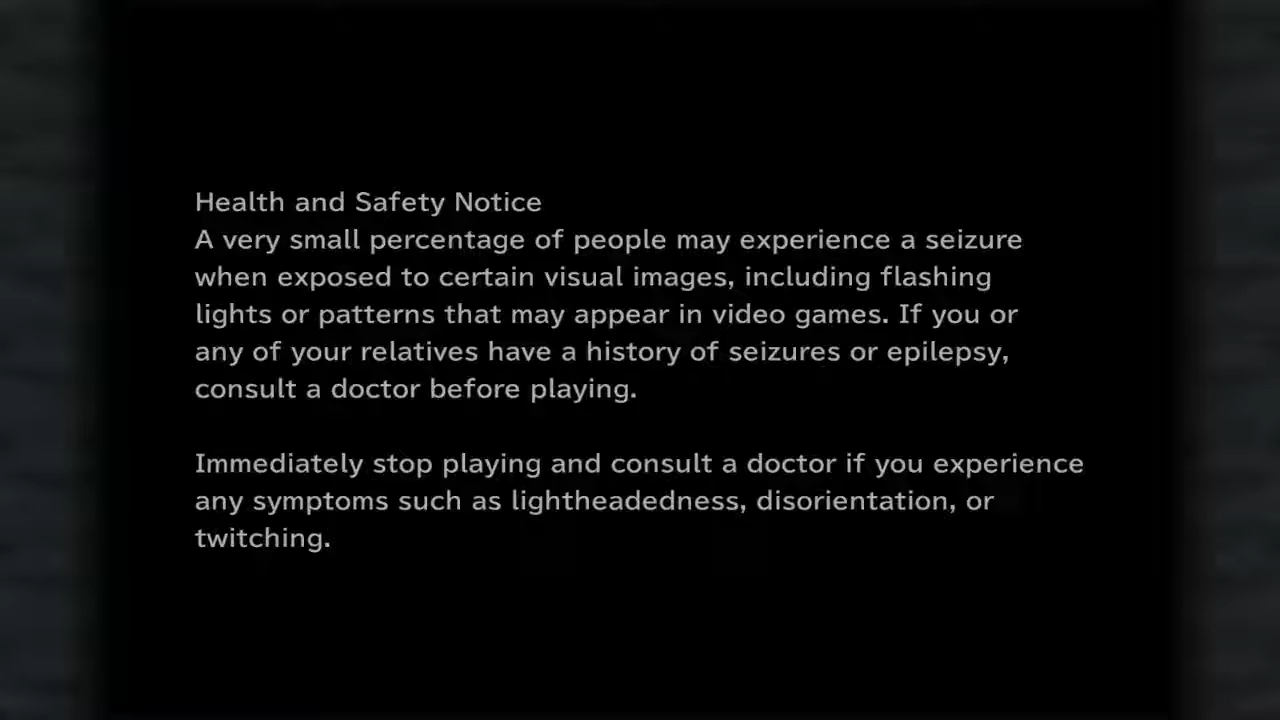 Health and Safety Notice
A very small percentage of people may experience a seizure
when exposed to certain visual images, including flashing
lights or patterns that may appear in video games. If you or
any of your relatives have a history of seizures or epilepsy,
consult a doctor before playing.
Immediately stop playing and consult a doctor if you experience
any symptoms such as lightheadedness, disorientation, or
twitching.